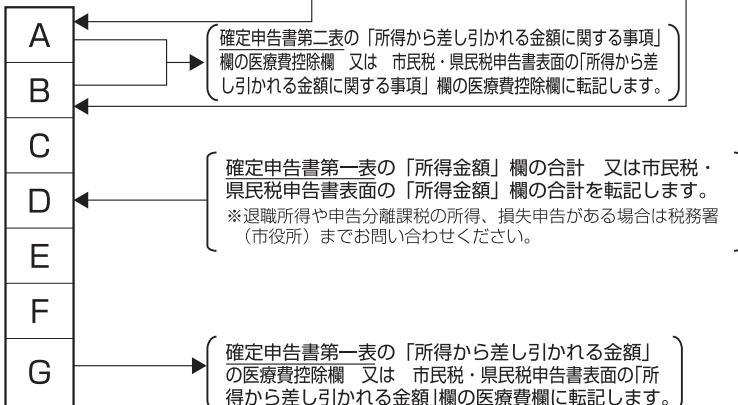 A
確定申告書第二表の「所得から差し引かれる金額に関する事項」
欄の医療費控除欄　又は　市民税・県民税申告書表面の「所得から差
し引かれる金額に関する事項」欄の医療費控除欄に転記します。
B
C
確定申告書第一表の「所得金額」欄の合計　又は市民税・
県民税申告書表面の「所得金額」欄の合計を転記します。
※退職所得や申告分離課税の所得、損失申告がある場合は税務署
（市役所）までお問い合わせください。
D
E
F
G
確定申告書第一表の「所得から差し引かれる金額」
の医療費控除欄　又は　市民税・県民税申告書表面の「所
得から差し引かれる金額」欄の医療費欄に転記します。